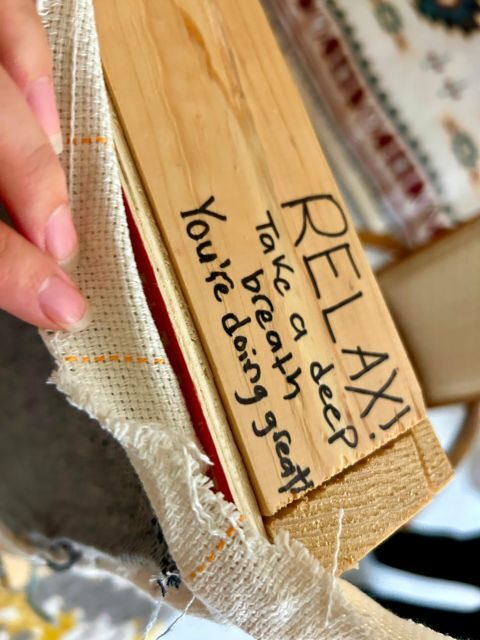 RELAX!
Take a deep
breath
You're doing great